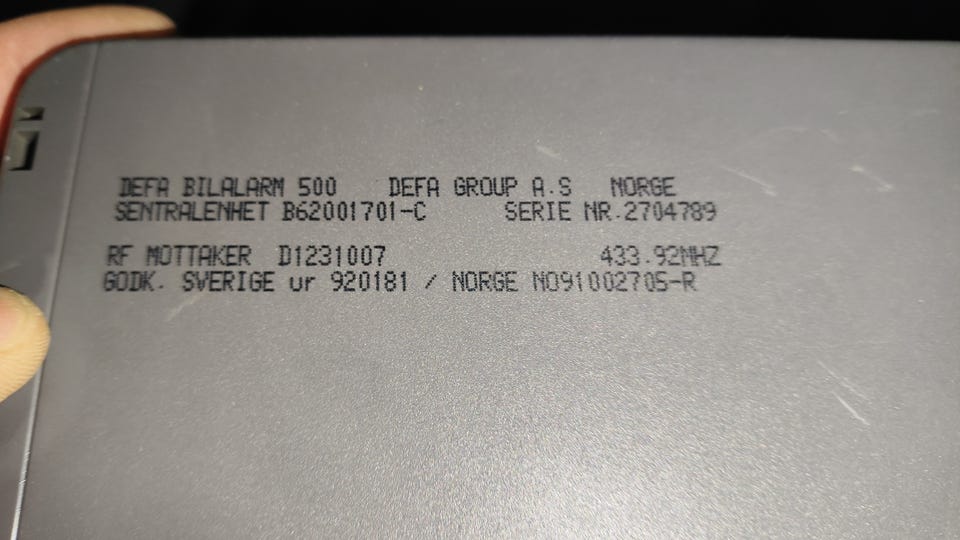 DEFA BILALARM 500 DEFA GROUP A.S NORGE
SENTRALENHET B62001701-C SERIE NR.2704789
RF MOTTAKER D1231007 433.92MHZ
GODK. SVERIGE ur 920181 / NORGE NO91002705-R